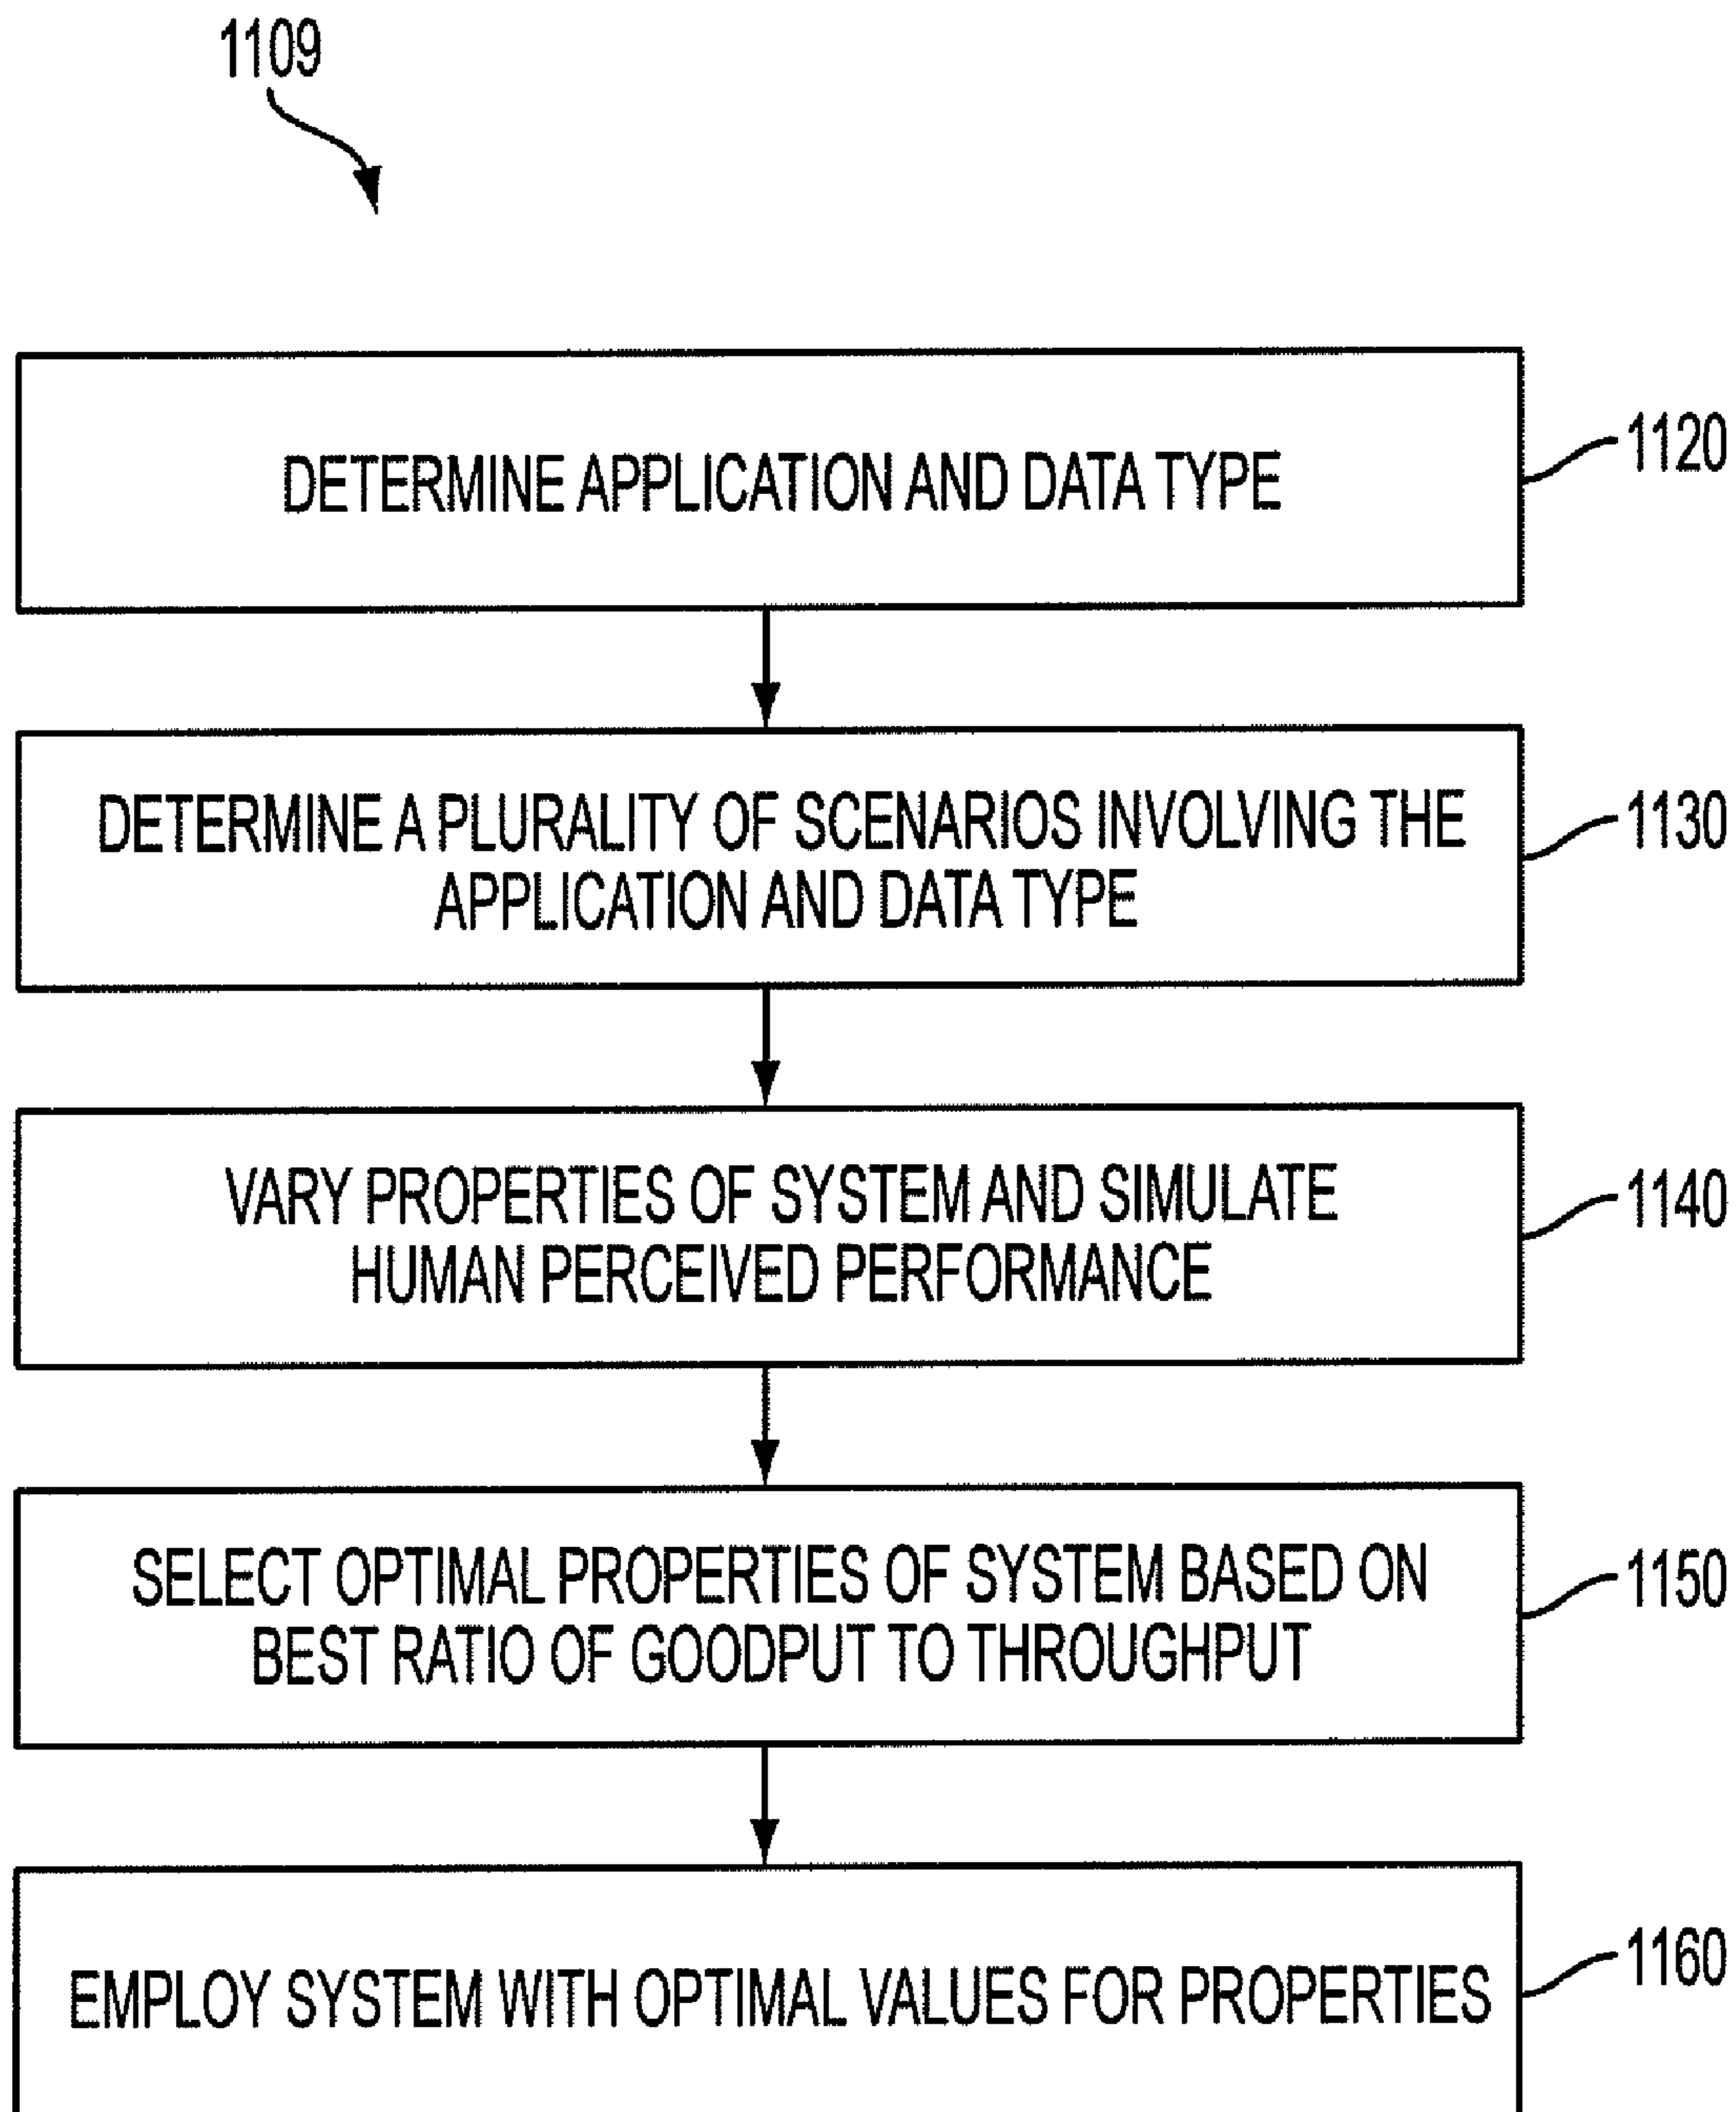 1109
DETERMINE APPLICATION AND DATA TYPE
1120
DETERMINE A PLURALITY OF SCENARIOS INVOLVING THE
APPLICATION AND DATA TYPE
1130
VARY PROPERTIES OF SYSTEM AND SIMULATE
HUMAN PERCEIVED PERFORMANCE
1140
SELECT OPTIMAL PROPERTIES OF SYSTEM BASED ON
BEST RATIO OF GOODPUT TO THROUGHPUT
1150
EMPLOY SYSTEM WITH OPTIMAL VALUES FOR PROPERTIES
1160